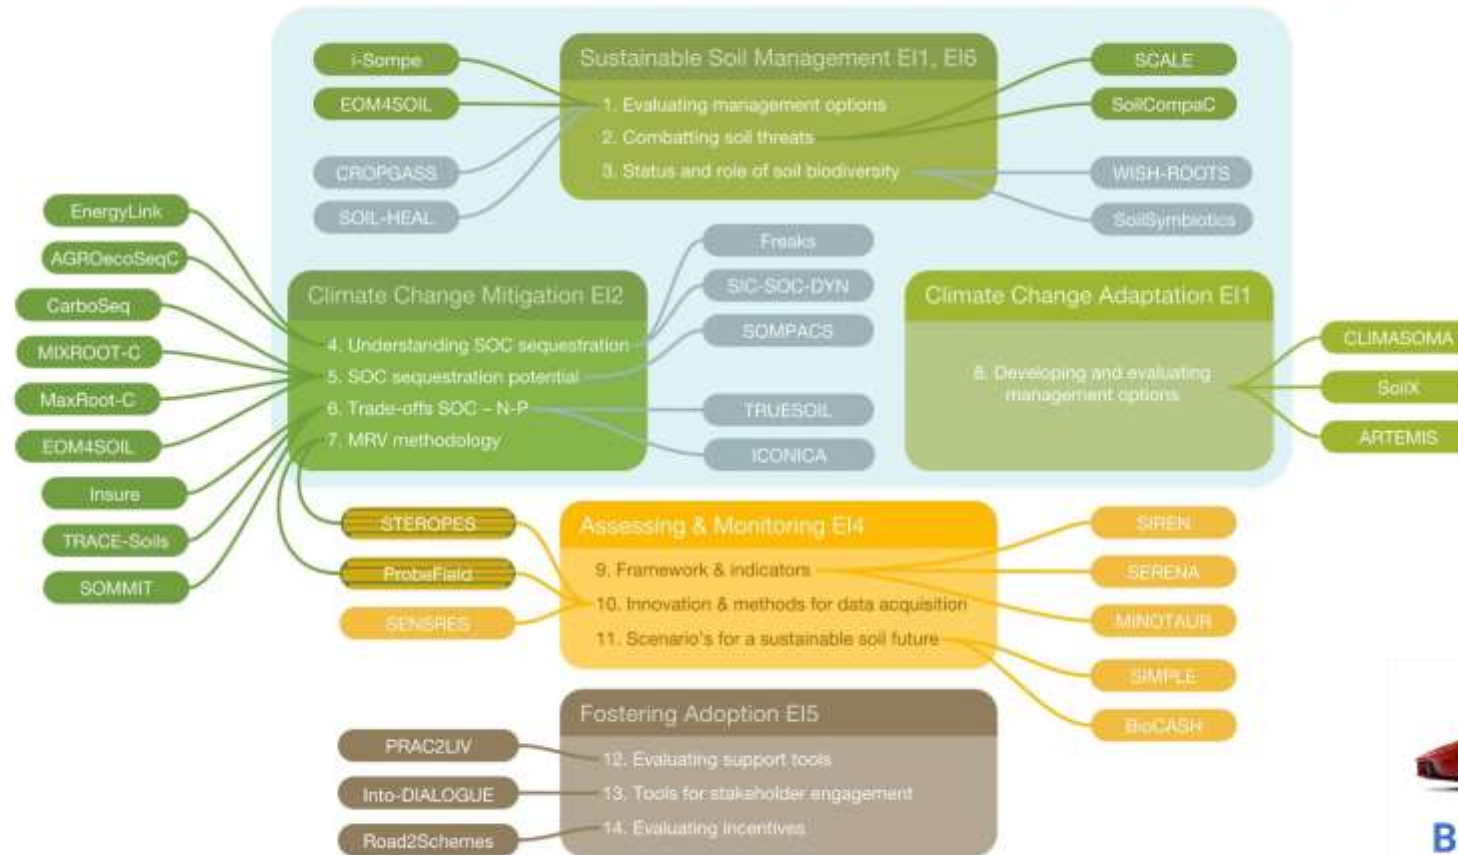 i-Sompe
EOM4SOIL
CROPGASS
SOIL-HEAL
Sustainable Soil Management EI1, EI6
1. Evaluating management options
2. Combatting soil threats
3. Status and role of soil biodiversity
SCALE
SoilCompaC
WISH-ROOTS
SoilSymbiotics
EnergyLink
AGROecoSeqC
CarboSeq
MIXROOT-C
MaxRoot-C
EOM4SOIL
Insure
TRACE-Soils
SOMMIT
Climate Change Mitigation EI2
4. Understanding SOC sequestration
5. SOC sequestration potential
6. Trade-offs SOC – N-P
7. MRV methodology
Freaks
SIC-SOC-DYN
SOMPACS
TRUESOIL
ICONICA
Climate Change Adaptation EI1
8. Developing and evaluating
management options
CLIMASOMA
SoilX
ARTEMIS
STEROPES
ProbeField
SENSRES
Assessing & Monitoring EI4
9. Framework & indicators
10. Innovation & methods for data acquisition
11. Scenario's for a sustainable soil future
SIREN
SERENA
MINOTAUR
SIMPLE
BioCASH
PRAC2LIV
Into-DIALOGUE
Road2Schemes
Fostering Adoption EI5
12. Evaluating support tools
13. Tools for stakeholder engagement
14. Evaluating incentives
B